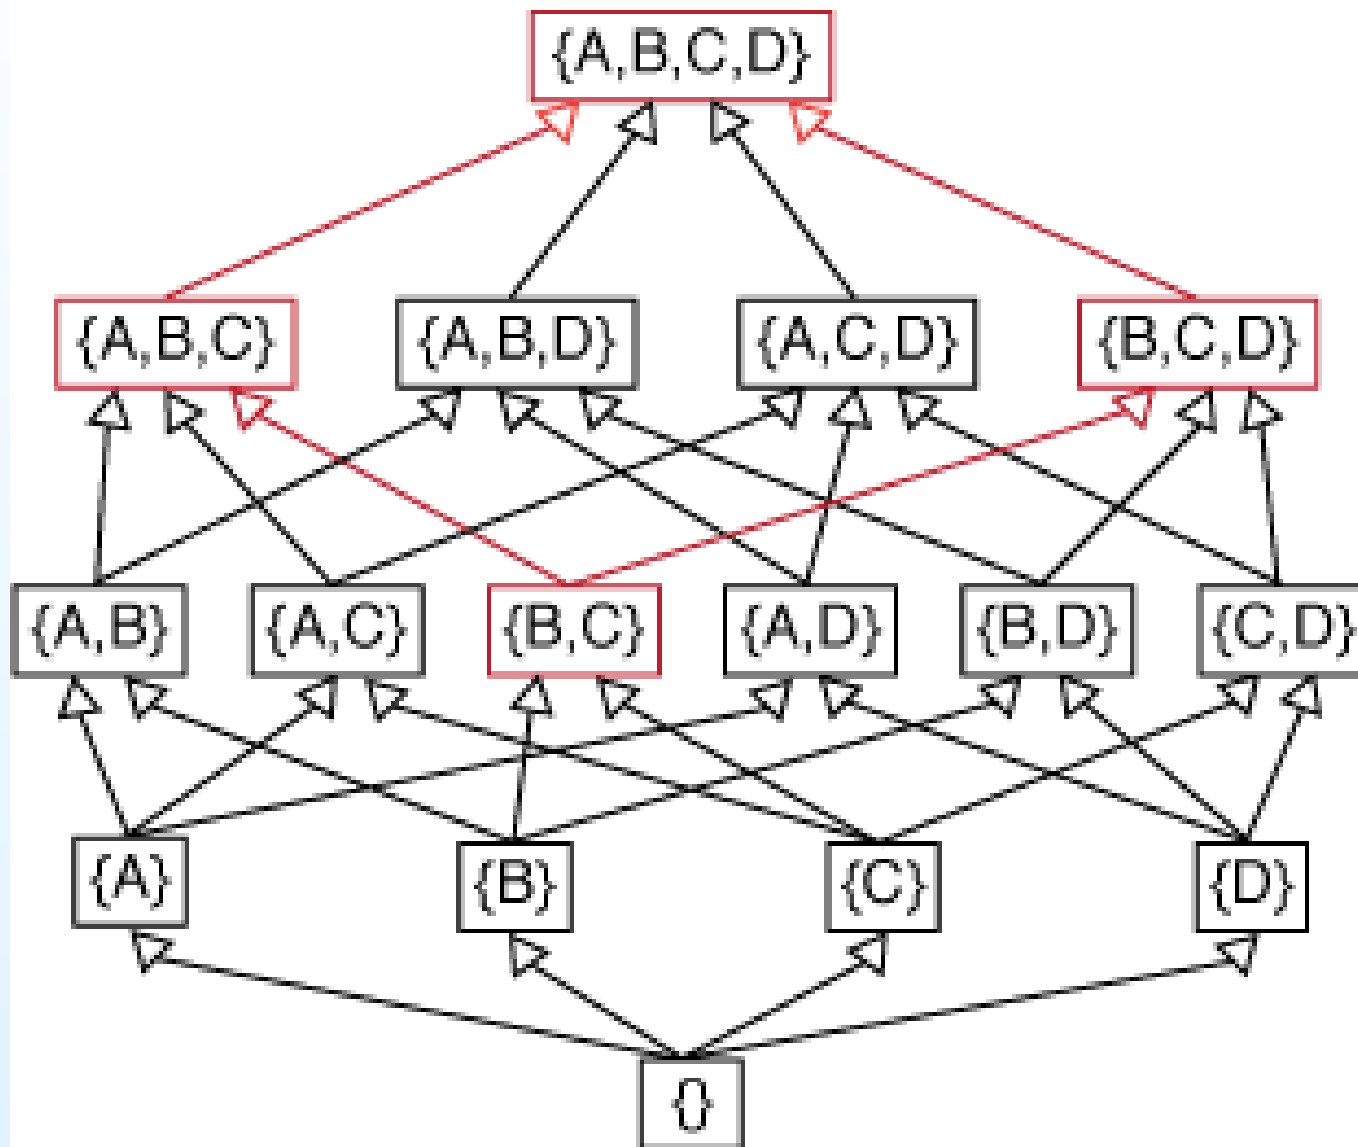 {A,B,C,D}
{A,B,C} {A,B,D} {A,C,D} {B,C,D}
{A,B} {A,C} {B,C} {A,D} {B,D} {C,D}
{A} {B} {C} {D}
{}